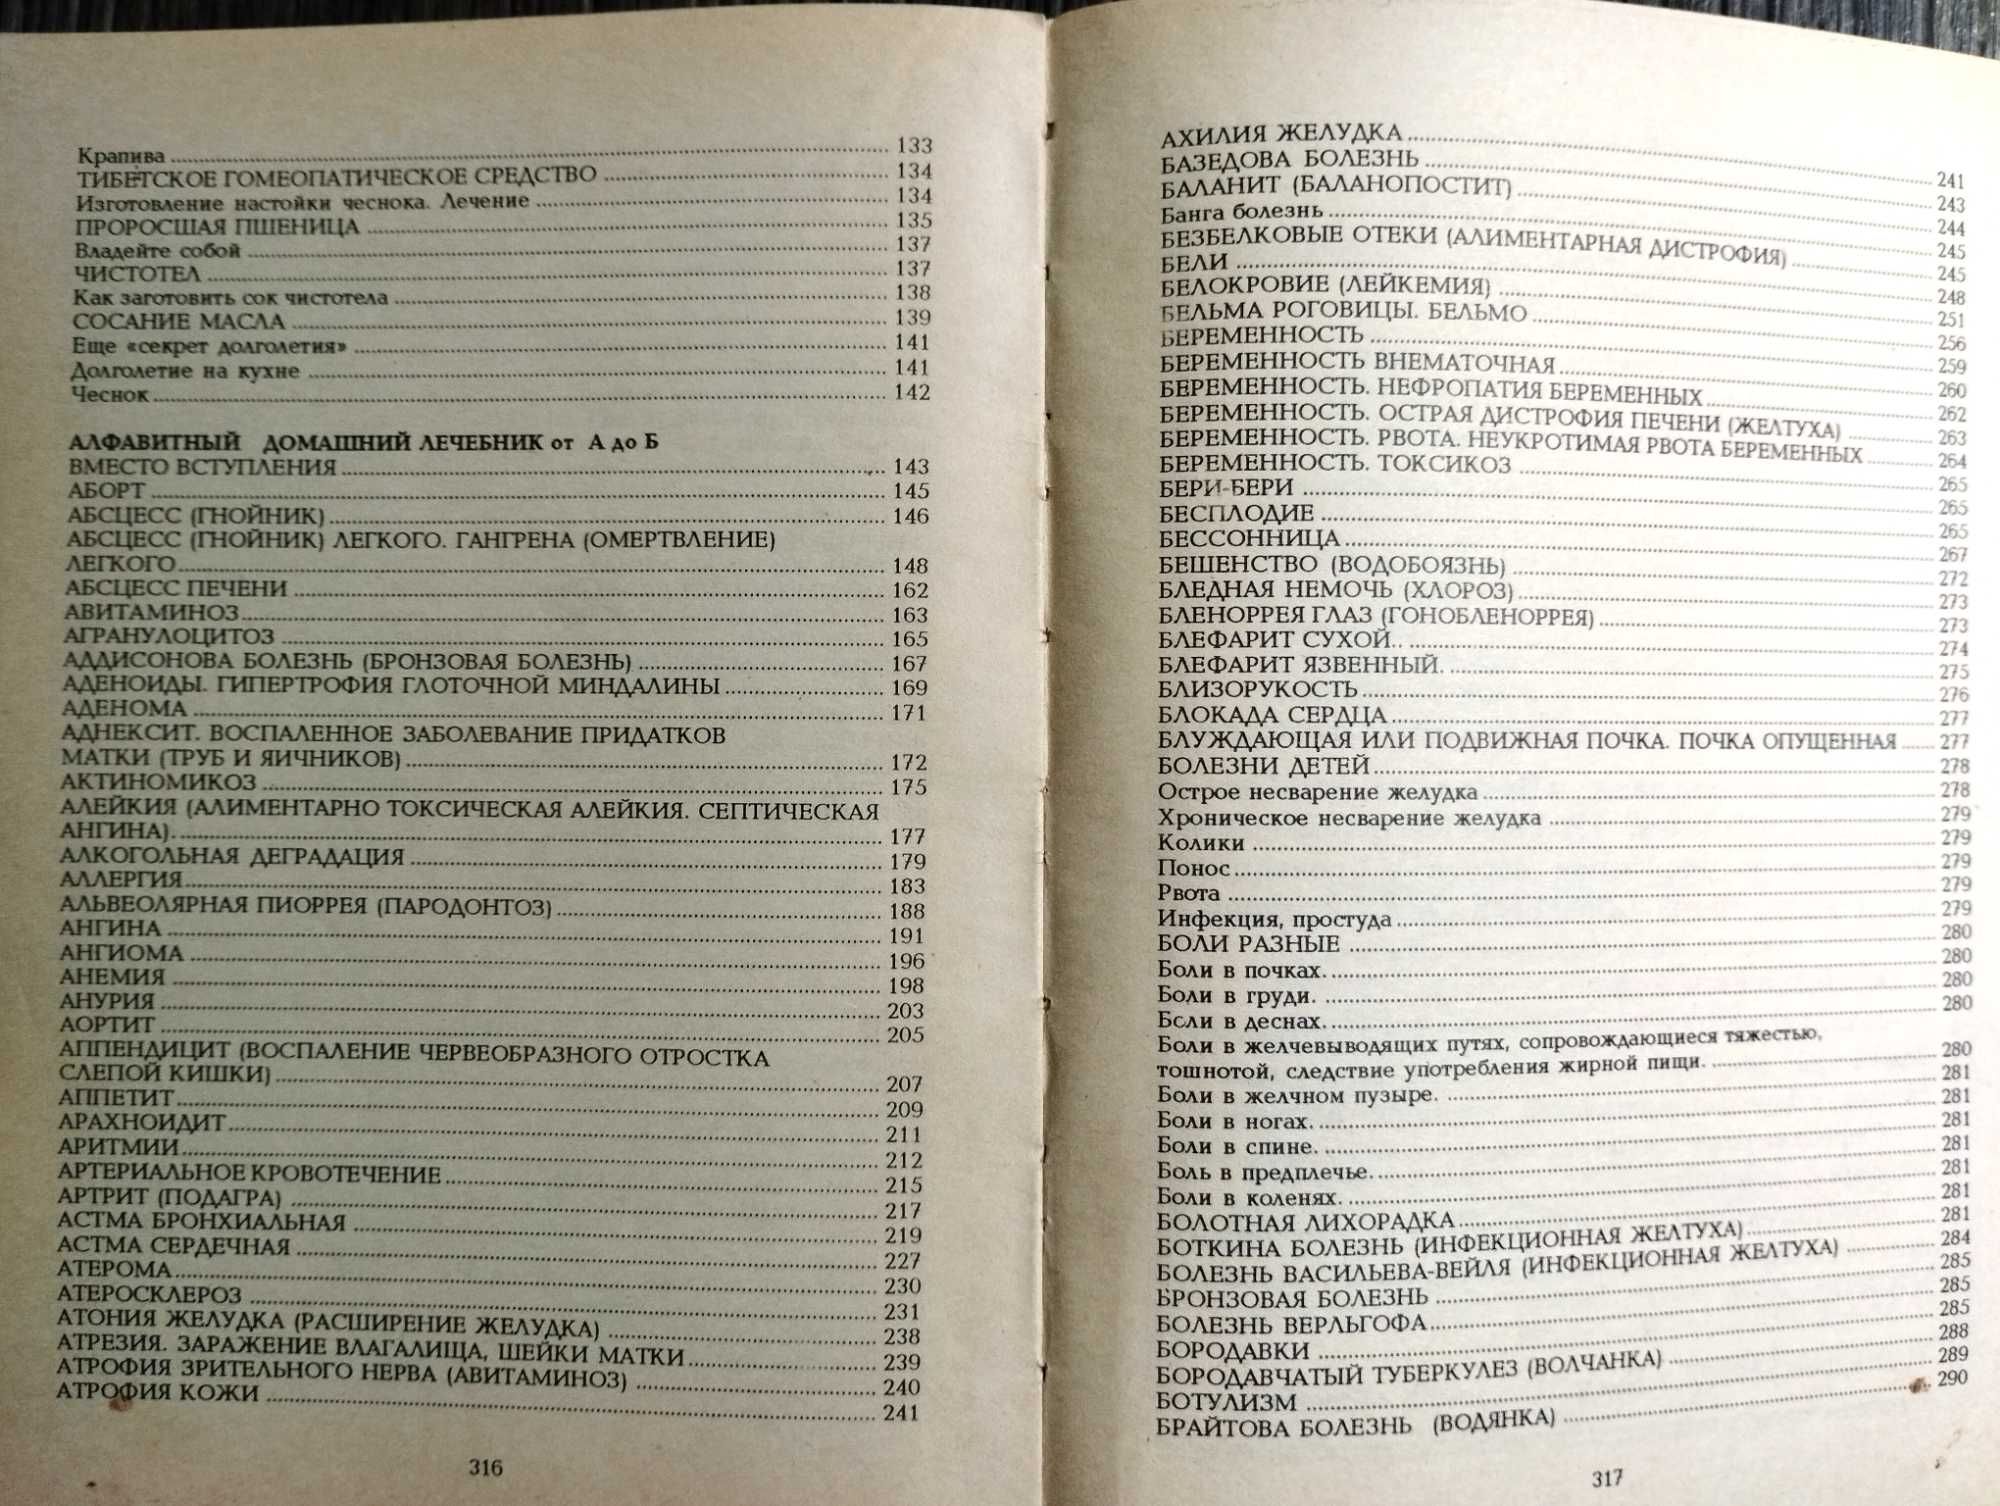 Крапива 133
ТИБЕТСКОЕ ГОМЕОПАТИЧЕСКОЕ СРЕДСТВО 134
Изготовление настойки чеснока. Лечение 134
ПРОРОСШАЯ ПШЕНИЦА 135
Владейте собой 137
ЧИСТОТЕЛ 137
Как заготовить сок чистотела 138
СОСАНИЕ МАСЛА 139
Еще «секрет долголетия» 141
Долголетие на кухне 141
Чеснок 142
АЛФАВИТНЫЙ ДОМАШНИЙ ЛЕЧЕБНИК от А до Б
ВМЕСТО ВСТУПЛЕНИЯ 143
АБОРТ 145
АБСЦЕСС (ГНОЙНИК) 146
АБСЦЕСС (ГНОЙНИК) ЛЕГКОГО. ГАНГРЕНА (ОМЕРТВЛЕНИЕ)
ЛЕГКОГО 148
АБСЦЕСС ПЕЧЕНИ 162
АВИТАМИНОЗ 163
АГРАНУЛОЦИТОЗ 165
АДДИСОНОВА БОЛЕЗНЬ (БРОНЗОВАЯ БОЛЕЗНЬ) 167
АДЕНОИДЫ. ГИПЕРТРОФИЯ ГЛОТОЧНОЙ МИНДАЛИНЫ 169
АДЕНОМА 171
АДНЕКСИТ. ВОСПАЛЕННОЕ ЗАБОЛЕВАНИЕ ПРИДАТКОВ
МАТКИ (ТРУБ И ЯИЧНИКОВ) 172
АКТИНОМИКОЗ 175
АЛЕЙКИЯ (АЛИМЕНТАРНО ТОКСИЧЕСКАЯ АЛЕЙКИЯ. СЕПТИЧЕСКАЯ
АНГИНА). 177
АЛКОГОЛЬНАЯ ДЕГРАДАЦИЯ 179
АЛЛЕРГИЯ 183
АЛЬВЕОЛЯРНАЯ ПИОРРЕЯ (ПАРОДОНТОЗ) 188
АНГИНА 191
АНГИОМА 196
АНЕМИЯ 198
АНУРИЯ 203
АОРТИТ 205
АППЕНДИЦИТ (ВОСПАЛЕНИЕ ЧЕРВЕОБРАЗНОГО ОТРОСТКА
СЛЕПОЙ КИШКИ) 207
АППЕТИТ 209
АРАХНОИДИТ 211
АРИТМИИ 212
АРТЕРИАЛЬНОЕ КРОВОТЕЧЕНИЕ 215
АРТРИТ (ПОДАГРА) 217
АСТМА БРОНХИАЛЬНАЯ 219
АСТМА СЕРДЕЧНАЯ 227
АТЕРОМА 230
АТЕРОСКЛЕРОЗ 231
АТОНИЯ ЖЕЛУДКА (РАСШИРЕНИЕ ЖЕЛУДКА) 238
АТРЕЗИЯ. ЗАРАЖЕНИЕ ВЛАГАЛИЩА, ШЕЙКИ МАТКИ 239
АТРОФИЯ ЗРИТЕЛЬНОГО НЕРВА (АВИТАМИНОЗ) 240
АТРОФИЯ КОЖИ 241
316
АХИЛИЯ ЖЕЛУДКА 241
БАЗЕДОВА БОЛЕЗНЬ 243
БАЛАНИТ (БАЛАНОПОСТИТ) 244
Банга болезнь 245
БЕЗБЕЛКОВЫЕ ОТЕКИ (АЛИМЕНТАРНАЯ ДИСТРОФИЯ) 245
БЕЛИ 248
БЕЛОКРОВИЕ (ЛЕЙКЕМИЯ) 251
БЕЛЬМА РОГОВИЦЫ. БЕЛЬМО 256
БЕРЕМЕННОСТЬ 259
БЕРЕМЕННОСТЬ ВНЕМАТОЧНАЯ 260
БЕРЕМЕННОСТЬ. НЕФРОПАТИЯ БЕРЕМЕННЫХ 262
БЕРЕМЕННОСТЬ. ОСТРАЯ ДИСТРОФИЯ ПЕЧЕНИ (ЖЕЛТУХА) 263
БЕРЕМЕННОСТЬ. РВОТА. НЕУКРОТИМАЯ РВОТА БЕРЕМЕННЫХ 264
БЕРЕМЕННОСТЬ. ТОКСИКОЗ 265
БЕРИ-БЕРИ 265
БЕСПЛОДИЕ 265
БЕССОННИЦА 267
БЕШЕНСТВО (ВОДОБОЯЗНЬ) 272
БЛЕДНАЯ НЕМОЧЬ (ХЛОРОЗ) 273
БЛЕНОРРЕЯ ГЛАЗ (ГОНОБЛЕНОРРЕЯ) 273
БЛЕФАРИТ СУХОЙ.. 274
БЛЕФАРИТ ЯЗВЕННЫЙ. 275
БЛИЗОРУКОСТЬ 276
БЛОКАДА СЕРДЦА 277
БЛУЖДАЮЩАЯ ИЛИ ПОДВИЖНАЯ ПОЧКА. ПОЧКА ОПУЩЕННАЯ 277
БОЛЕЗНИ ДЕТЕЙ 278
Острое несварение желудка 278
Хроническое несварение желудка 279
Колики 279
Понос 279
Рвота 279
Инфекция, простуда 279
БОЛИ РАЗНЫЕ 280
Боли в почках. 280
Боли в груди. 280
Боли в деснах. 280
Боли в желчевыводящих путях, сопровождающиеся тяжестью,
тошнотой, следствие употребления жирной пищи. 280
Боли в желчном пузыре. 281
Боли в ногах. 281
Боли в спине. 281
Боль в предплечье. 281
Боли в коленях. 281
БОЛОТНАЯ ЛИХОРАДКА 281
БОТКИНА БОЛЕЗНЬ (ИНФЕКЦИОННАЯ ЖЕЛТУХА) 281
БОЛЕЗНЬ ВАСИЛЬЕВА-ВЕЙЛЯ (ИНФЕКЦИОННАЯ ЖЕЛТУХА) 284
БРОНЗОВАЯ БОЛЕЗНЬ 285
БОЛЕЗНЬ ВЕРЛЬГОФА 285
БОРОДАВКИ 285
БОРОДАВЧАТЫЙ ТУБЕРКУЛЕЗ (ВОЛЧАНКА) 288
БОТУЛИЗМ 289
БРАЙТОВА БОЛЕЗНЬ (ВОДЯНКА) 290
317